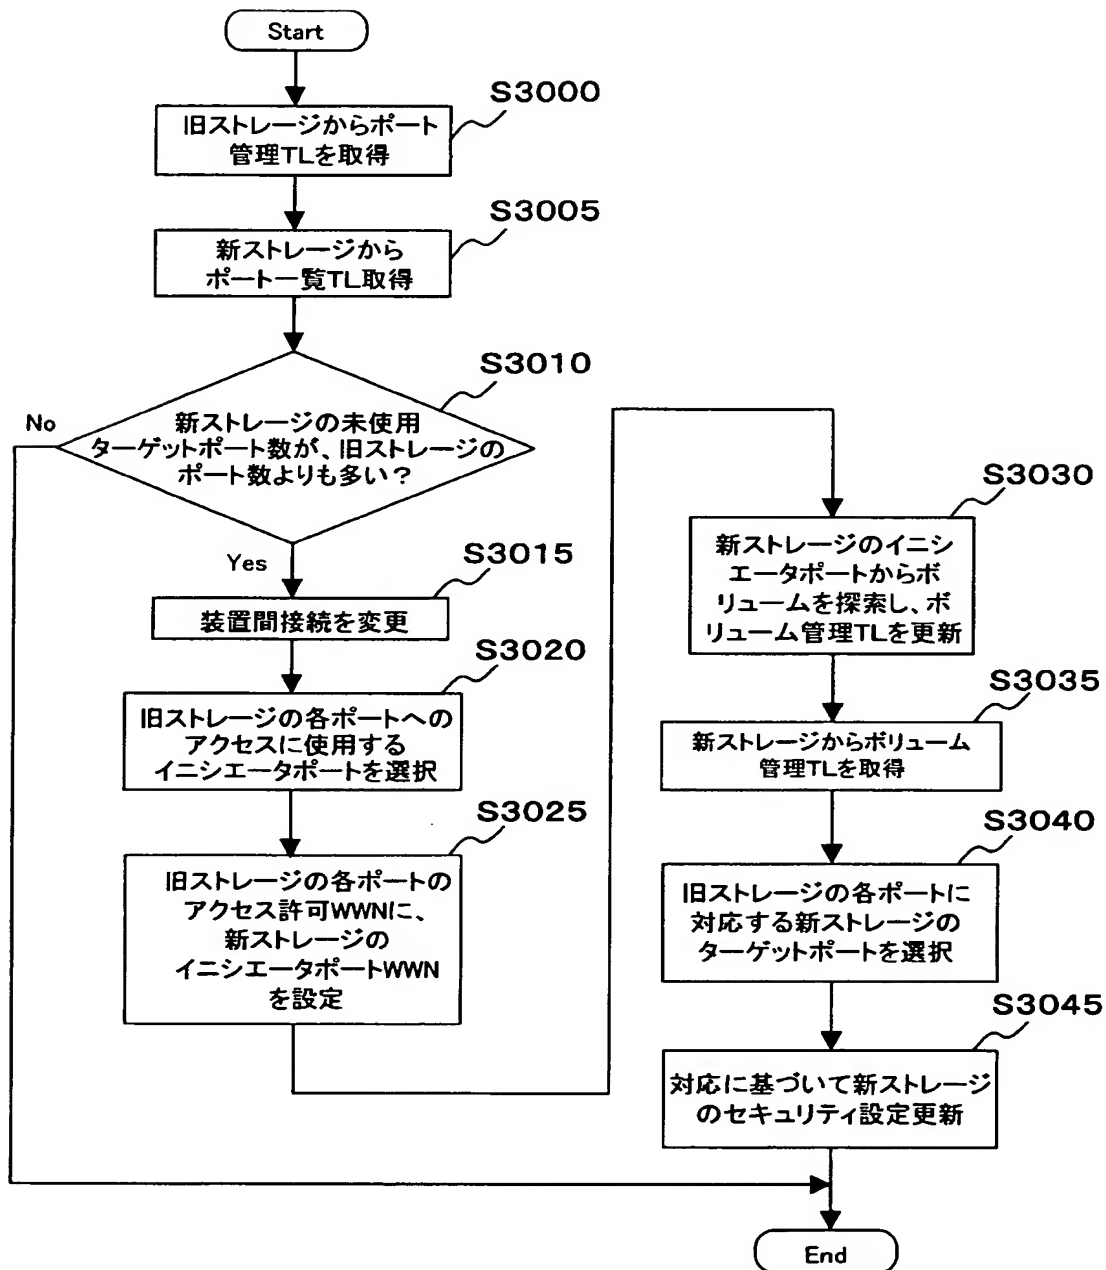 Start
S3000
旧ストレージからポート
管理TLを取得
S3005
新ストレージから
ポート一覧TL取得
S3010
No
新ストレージの未使用
ターゲットポート数が、旧ストレージの
ポート数よりも多い？
Yes
S3015
装置間接続を変更
S3020
旧ストレージの各ポートへの
アクセスに使用する
イニシエータポートを選択
S3025
旧ストレージの各ポートの
アクセス許可WWNに、
新ストレージの
イニシエータポートWWN
を設定
S3030
新ストレージのイニシ
エータポートからボ
リュームを探索し、ボ
リューム管理TLを更新
S3035
新ストレージからボリューム
管理TLを取得
S3040
旧ストレージの各ポートに
対応する新ストレージの
ターゲットポートを選択
S3045
対応に基づいて新ストレージ
のセキュリティ設定更新
End